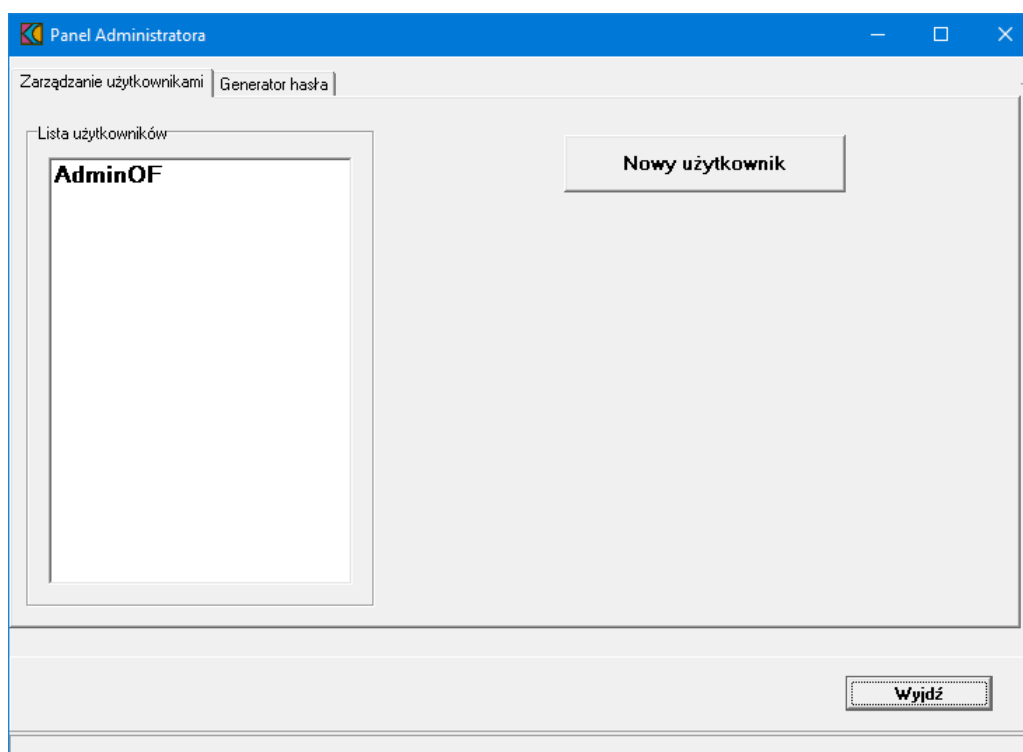 Panel Administratora
Zarządzanie użytkownikami
Generator hasła
Lista użytkowników
AdminOF
Nowy użytkownik
Wyjdź